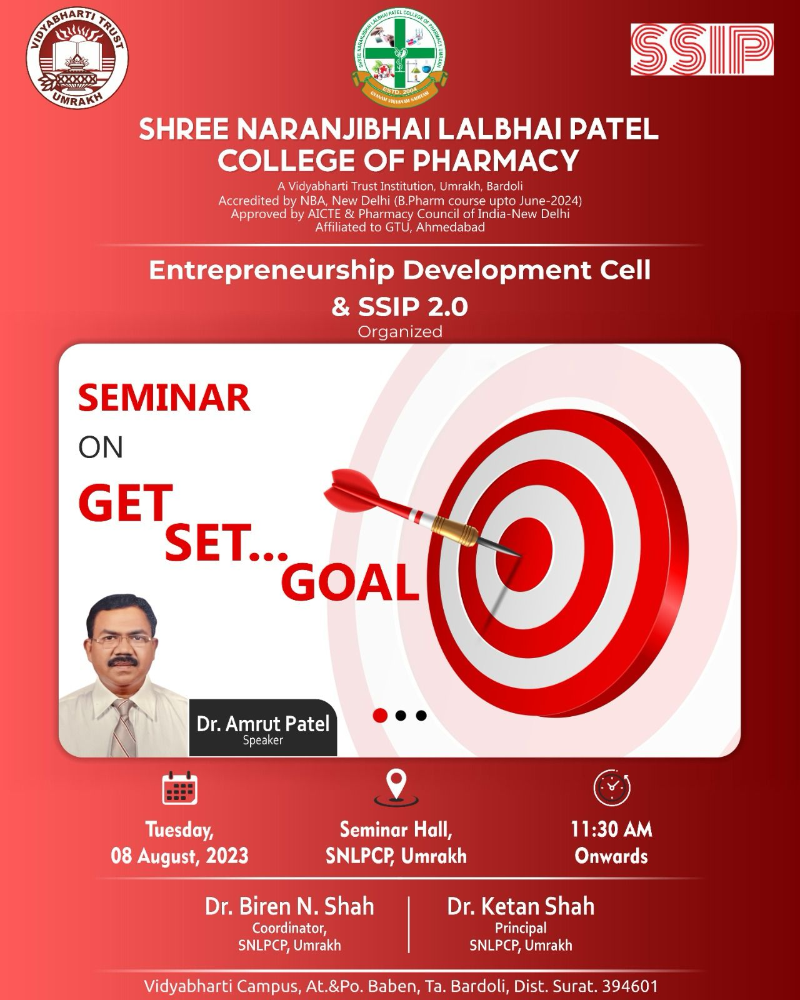 VIDYABHARTI TRUST
UMRAKH
SHREE NARANJIBHAI LALBHAI PATEL COLLEGE OF PHARMACY, UMRAKH
ESTD. 2004
GYANAM VIGYANAM SAHITAM
SSIP
SHREE NARANJIBHAI LALBHAI PATEL
COLLEGE OF PHARMACY
A Vidyabharti Trust Institution, Umrakh, Bardoli
Accredited by NBA, New Delhi (B.Pharm course upto June-2024)
Approved by AICTE & Pharmacy Council of India-New Delhi
Affiliated to GTU, Ahmedabad
Entrepreneurship Development Cell
& SSIP 2.0
Organized
SEMINAR
ON
GET
SET...
GOAL
Dr. Amrut Patel
Speaker
Tuesday,
08 August, 2023
Seminar Hall,
SNLPCP, Umrakh
11:30 AM
Onwards
Dr. Biren N. Shah
Coordinator,
SNLPCP, Umrakh
Dr. Ketan Shah
Principal
SNLPCP, Umrakh
Vidyabharti Campus, At.&Po. Baben, Ta. Bardoli, Dist. Surat. 394601